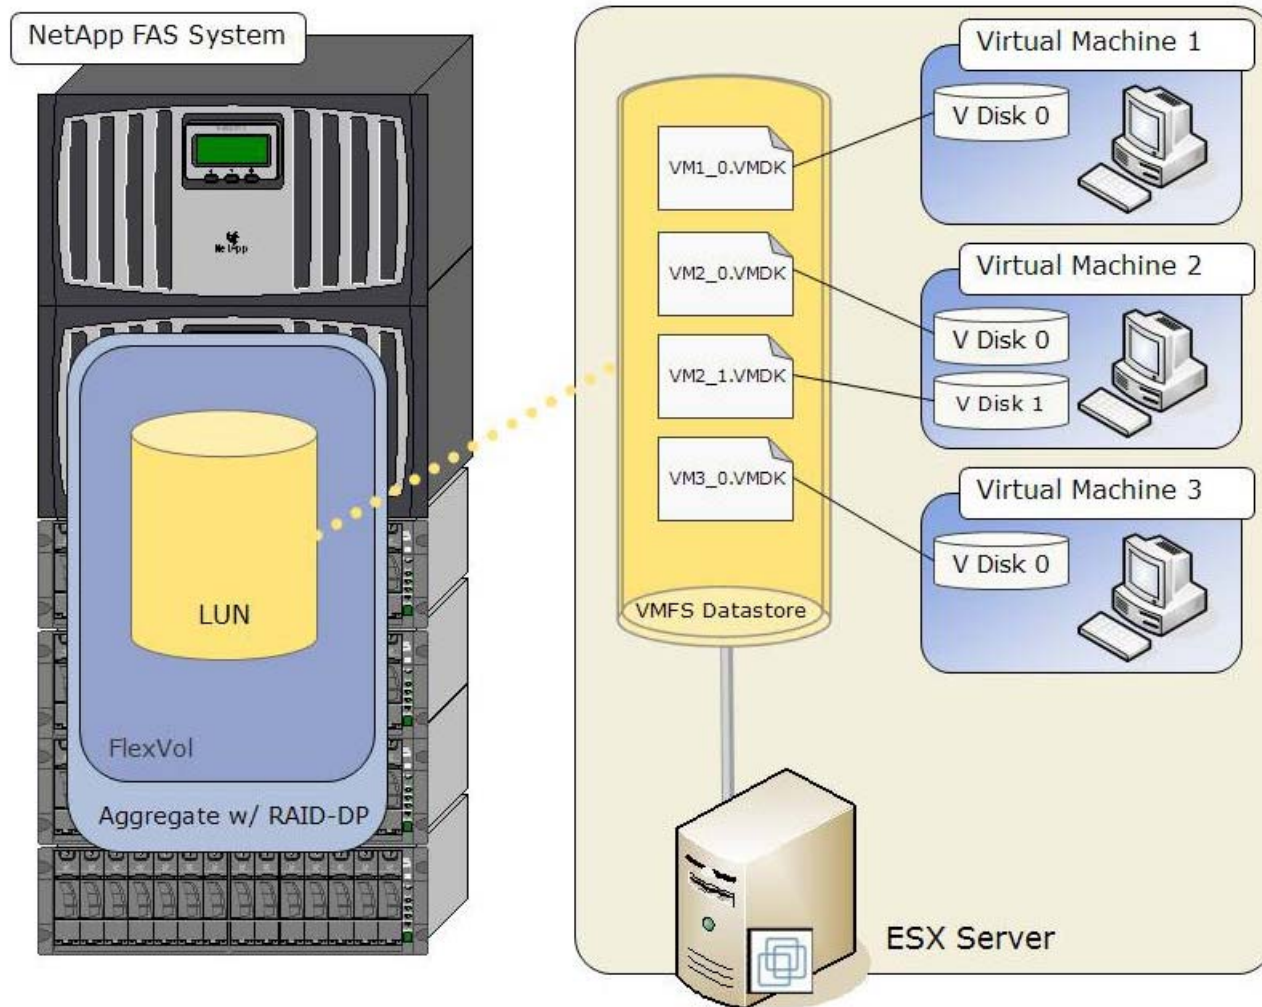 NetApp FAS System
NetApp
LUN
FlexVol
Aggregate w/ RAID-DP
VM1_0.VMDK
VM2_0.VMDK
VM2_1.VMDK
VM3_0.VMDK
VMFS Datastore
Virtual Machine 1
V Disk 0
Virtual Machine 2
V Disk 0
V Disk 1
Virtual Machine 3
V Disk 0
ESX Server